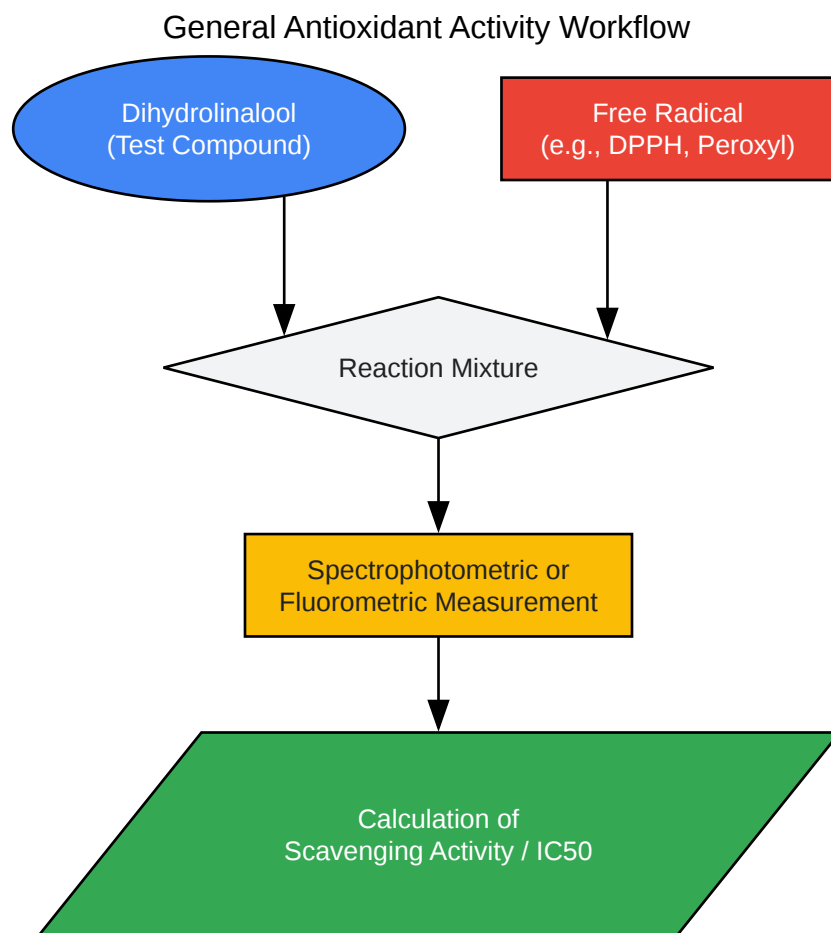 General Antioxidant Activity Workflow
Dihydrolinalool
(Test Compound)
Free Radical
(e.g., DPPH, Peroxyl)
Reaction Mixture
Spectrophotometric or
Fluorometric Measurement
Calculation of
Scavenging Activity / IC50